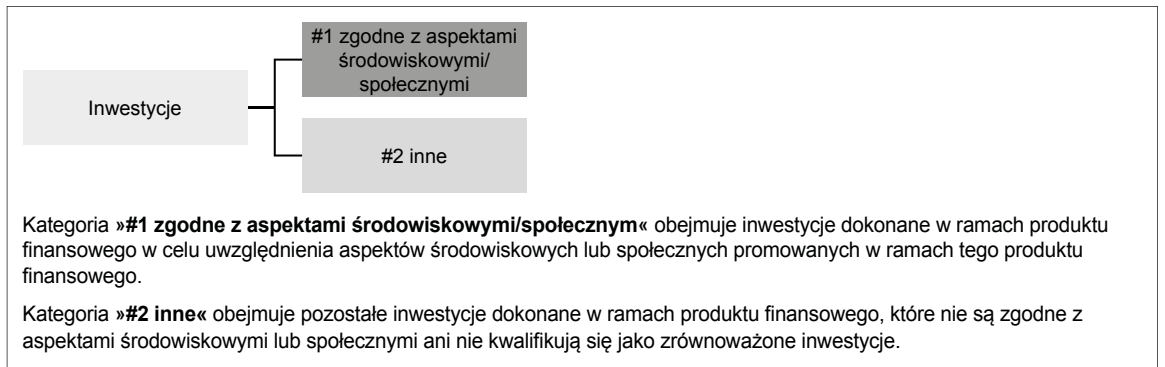 #1 zgodne z aspektami
środowiskowymi/
społecznymi
Inwestycje
#2 inne
Kategoria »#1 zgodne z aspektami środowiskowymi/społecznym« obejmuje inwestycje dokonane w ramach produktu
finansowego w celu uwzględnienia aspektów środowiskowych lub społecznych promowanych w ramach tego produktu
finansowego.
Kategoria »#2 inne« obejmuje pozostałe inwestycje dokonane w ramach produktu finansowego, które nie są zgodne z
aspektami środowiskowymi lub społecznymi ani nie kwalifikują się jako zrównoważone inwestycje.